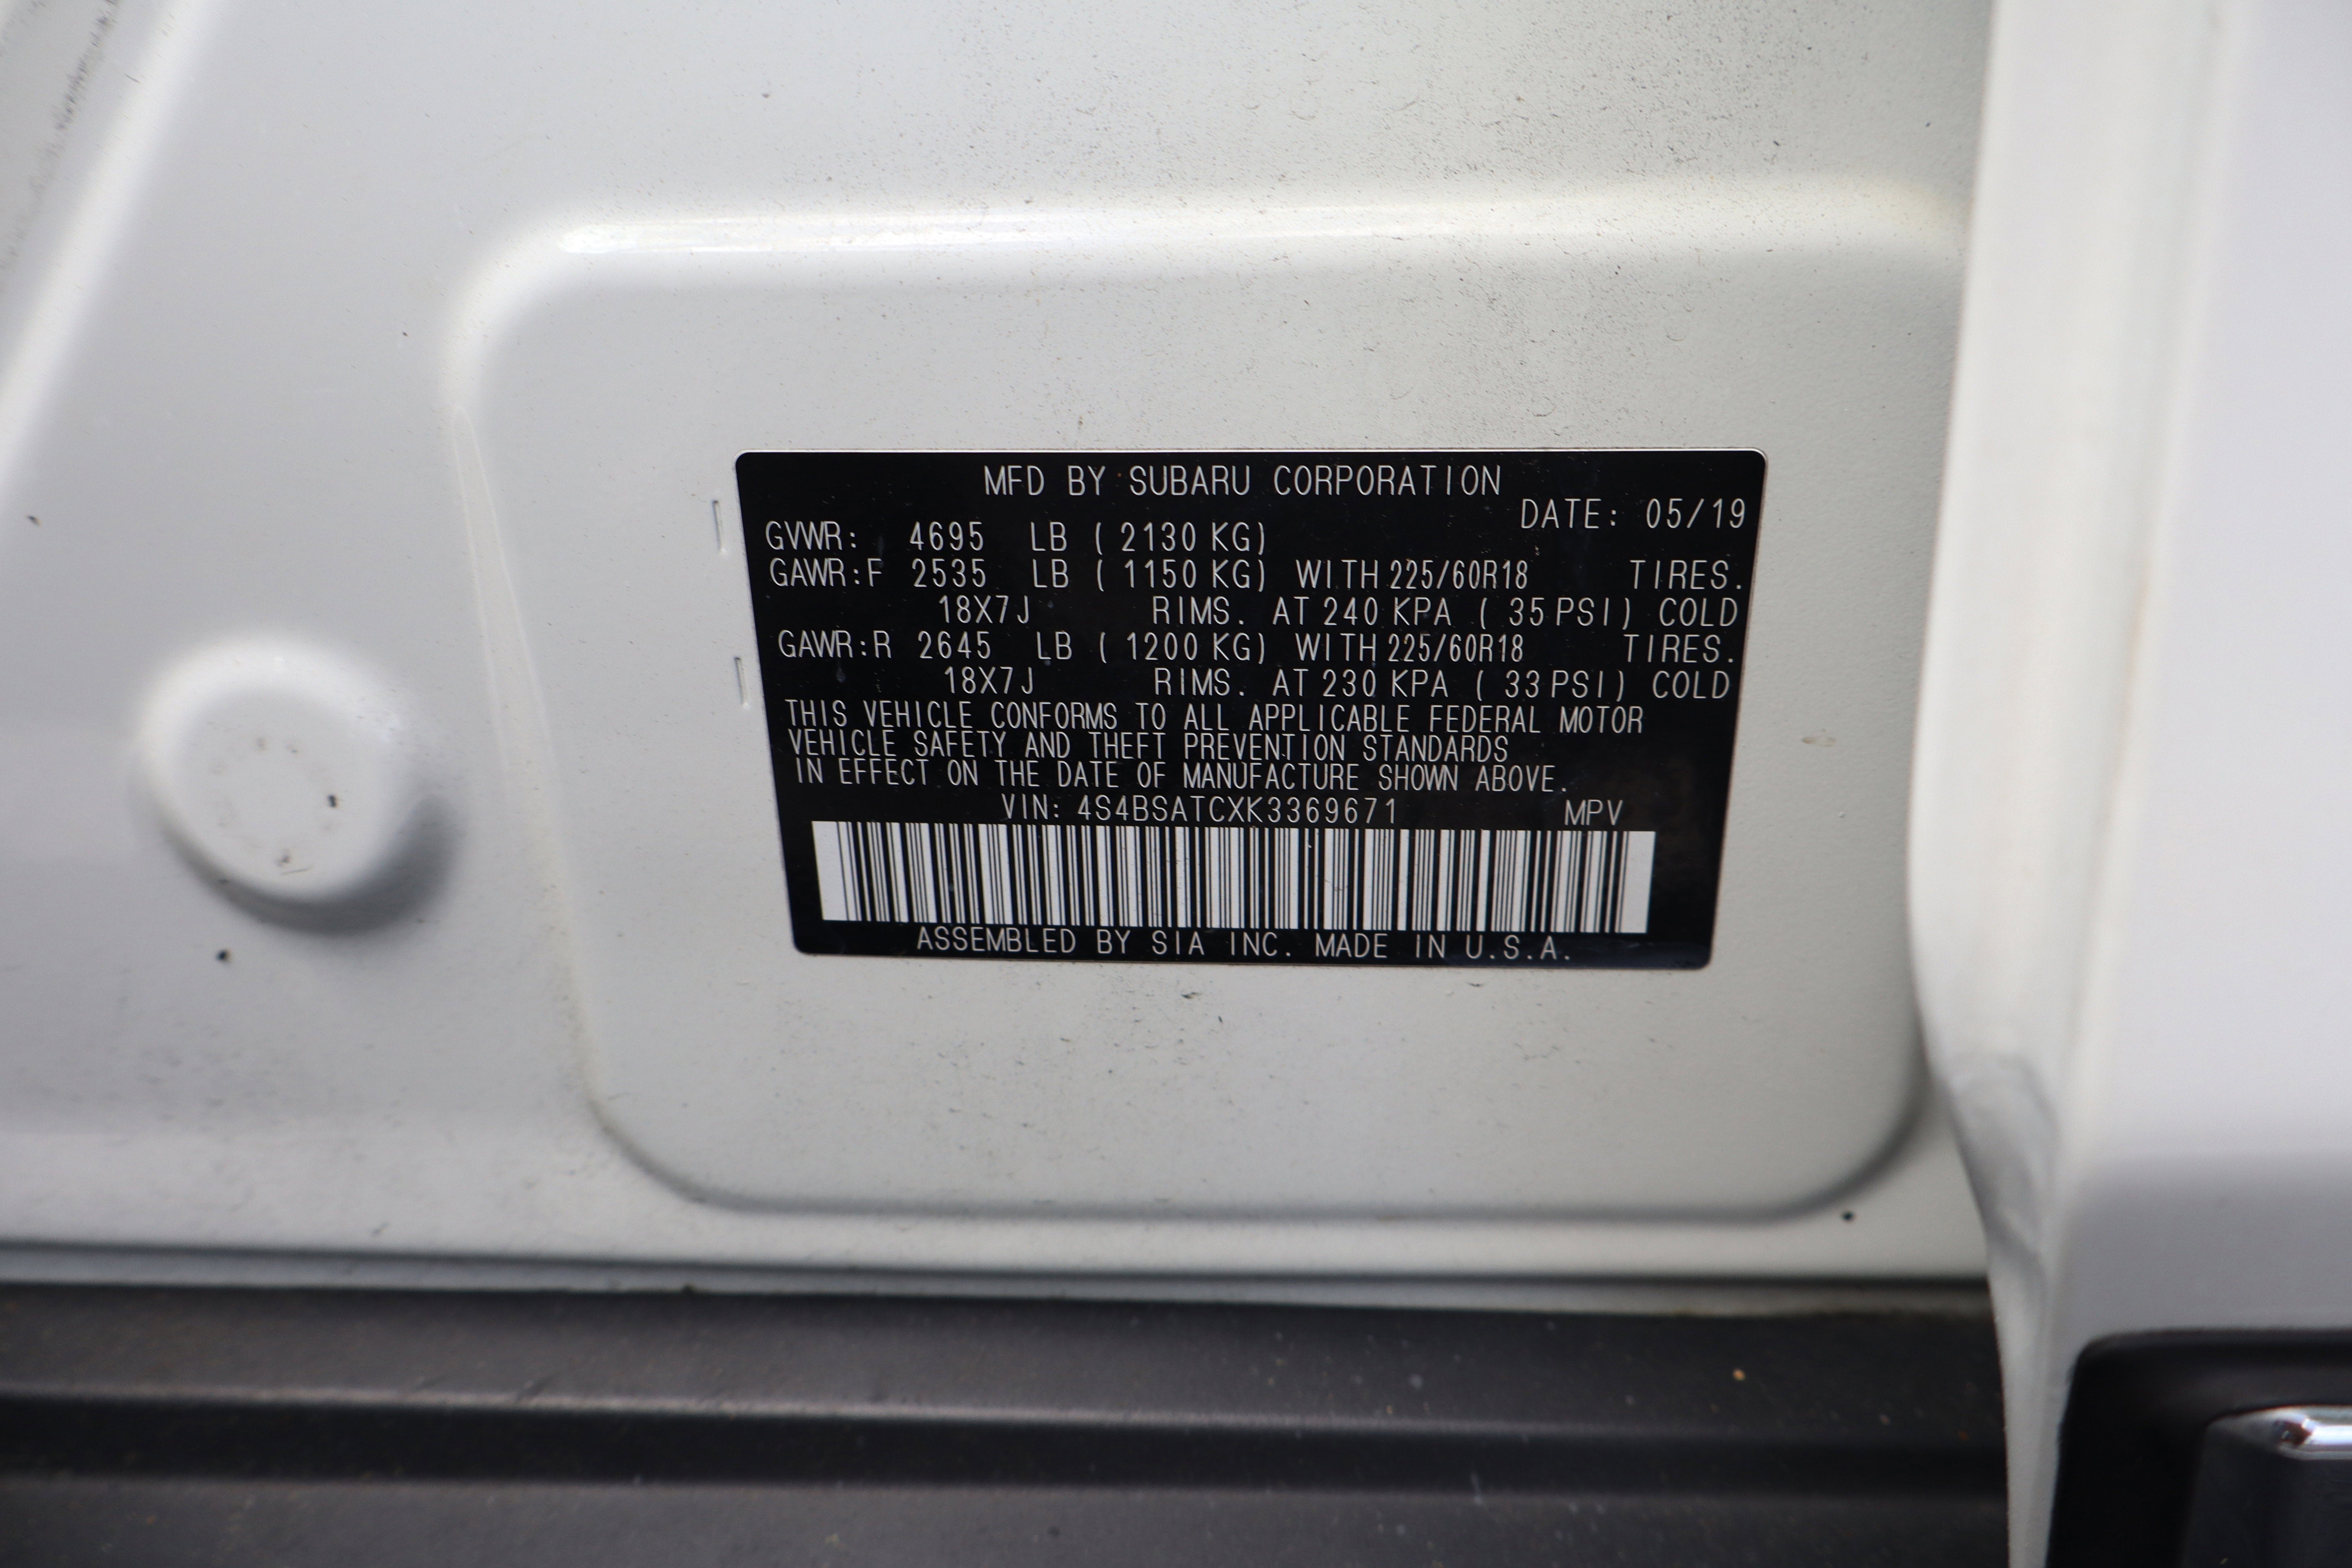 MFD BY SUBARU CORPORATION
DATE: 05/19
GVWR: 4695 LB ( 2130 KG)
GAWR:F 2535 LB ( 1150 KG) WITH 225/60R18 TIRES.
18X7J RIMS. AT 240 KPA ( 35 PSI) COLD
GAWR:R 2645 LB ( 1200 KG) WITH 225/60R18 TIRES.
18X7J RIMS. AT 230 KPA ( 33 PSI) COLD
THIS VEHICLE CONFORMS TO ALL APPLICABLE FEDERAL MOTOR
VEHICLE SAFETY AND THEFT PREVENTION STANDARDS
IN EFFECT ON THE DATE OF MANUFACTURE SHOWN ABOVE.
VIN: 4S4BSATCXK3369671 MPV
ASSEMBLED BY SIA INC. MADE IN U.S.A.